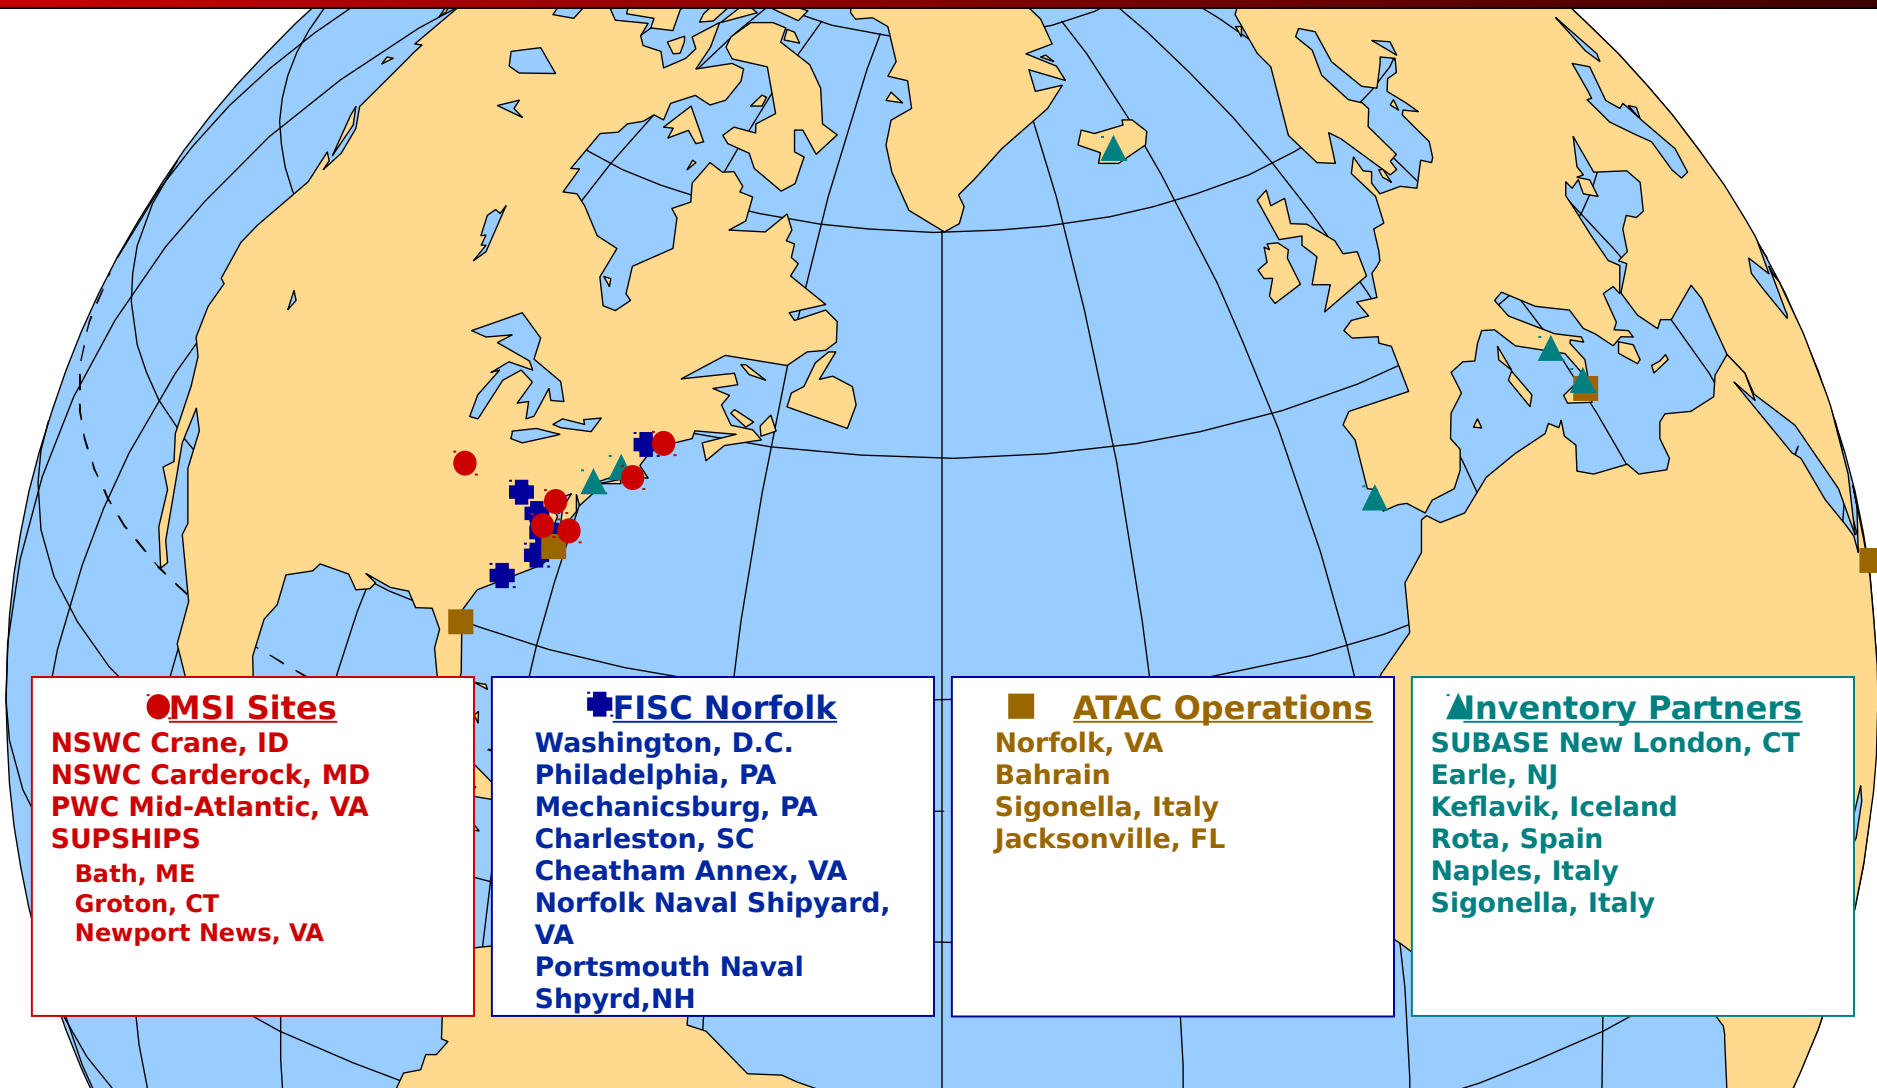 MSI Sites
NSWC Crane, ID
NSWC Carderock, MD
PWC Mid-Atlantic, VA
SUPSHIPS
Bath, ME
Groton, CT
Newport News, VA
FISC Norfolk
Washington, D.C.
Philadelphia, PA
Mechanicsburg, PA
Charleston, SC
Cheatham Annex, VA
Norfolk Naval Shipyard,
VA
Portsmouth Naval
Shpyrd,NH
ATAC Operations
Norfolk, VA
Bahrain
Sigonella, Italy
Jacksonville, FL
Inventory Partners
SUBASE New London, CT
Earle, NJ
Keflavik, Iceland
Rota, Spain
Naples, Italy
Sigonella, Italy